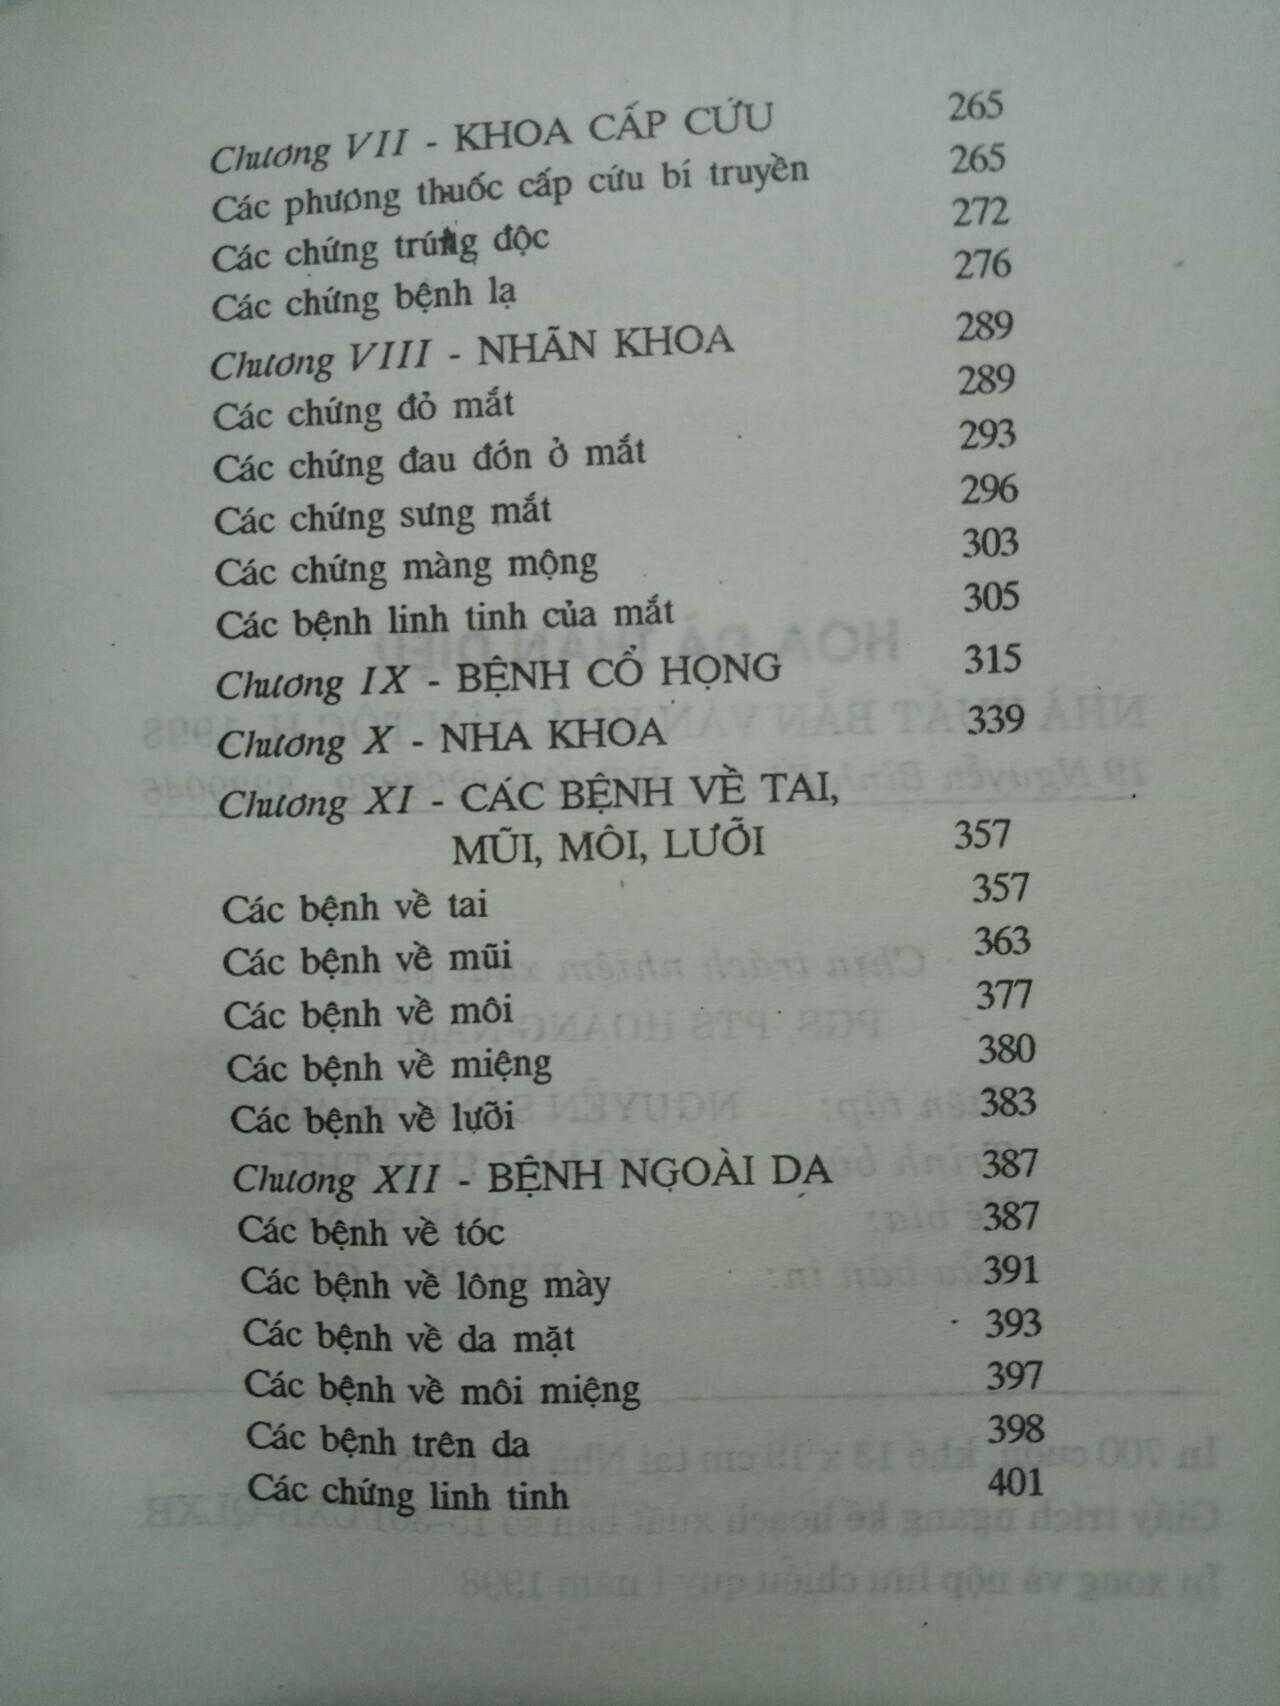 Chương VII - KHOA CẤP CỨU 265
Các phương thuốc cấp cứu bí truyền 265
Các chứng trúng độc 272
Các chứng bệnh lạ 276
Chương VIII - NHÃN KHOA 289
Các chứng đỏ mắt 289
Các chứng đau đớn ở mắt 293
Các chứng sưng mắt 296
Các chứng màng mộng 303
Các bệnh linh tinh của mắt 305
Chương IX - BỆNH CỔ HỌNG 315
Chương X - NHA KHOA 339
Chương XI - CÁC BỆNH VỀ TAI,
MŨI, MÔI, LƯỠI 357
Các bệnh về tai 357
Các bệnh về mũi 363
Các bệnh về môi 377
Các bệnh về miệng 380
Các bệnh về lưỡi 383
Chương XII - BỆNH NGOÀI DA 387
Các bệnh về tóc 387
Các bệnh về lông mày 391
Các bệnh về da mặt 393
Các bệnh về môi miệng 397
Các bệnh trên da 398
Các chứng linh tinh 401